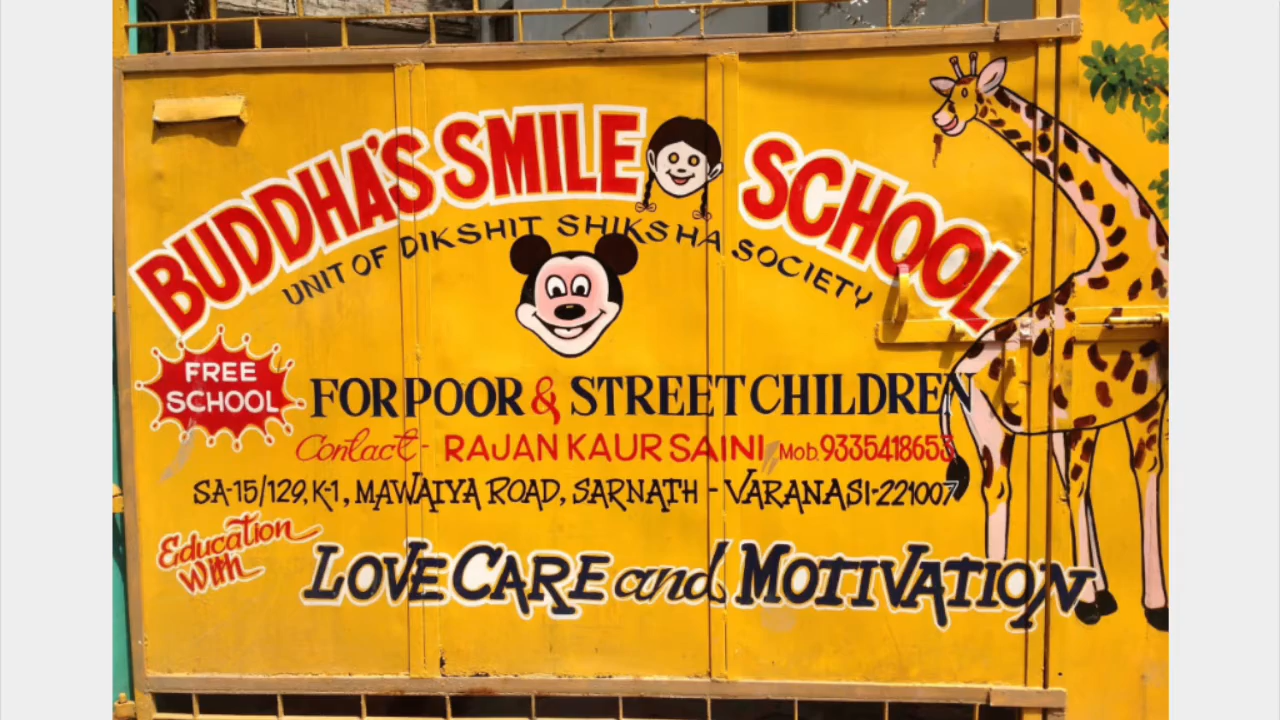 BUDDHA'S SMILE SCHOOL
UNIT OF DIKSHIT SHIKSHA SOCIETY
FREE
SCHOOL
FOR POOR & STREET CHILDREN
Contact - RAJAN KAUR SAINI Mob. 9335418653
SA-15/129, K-1, MAWAIYA ROAD, SARNATH - VARANASI-221007
Education
With
LOVE CARE and MOTIVATION